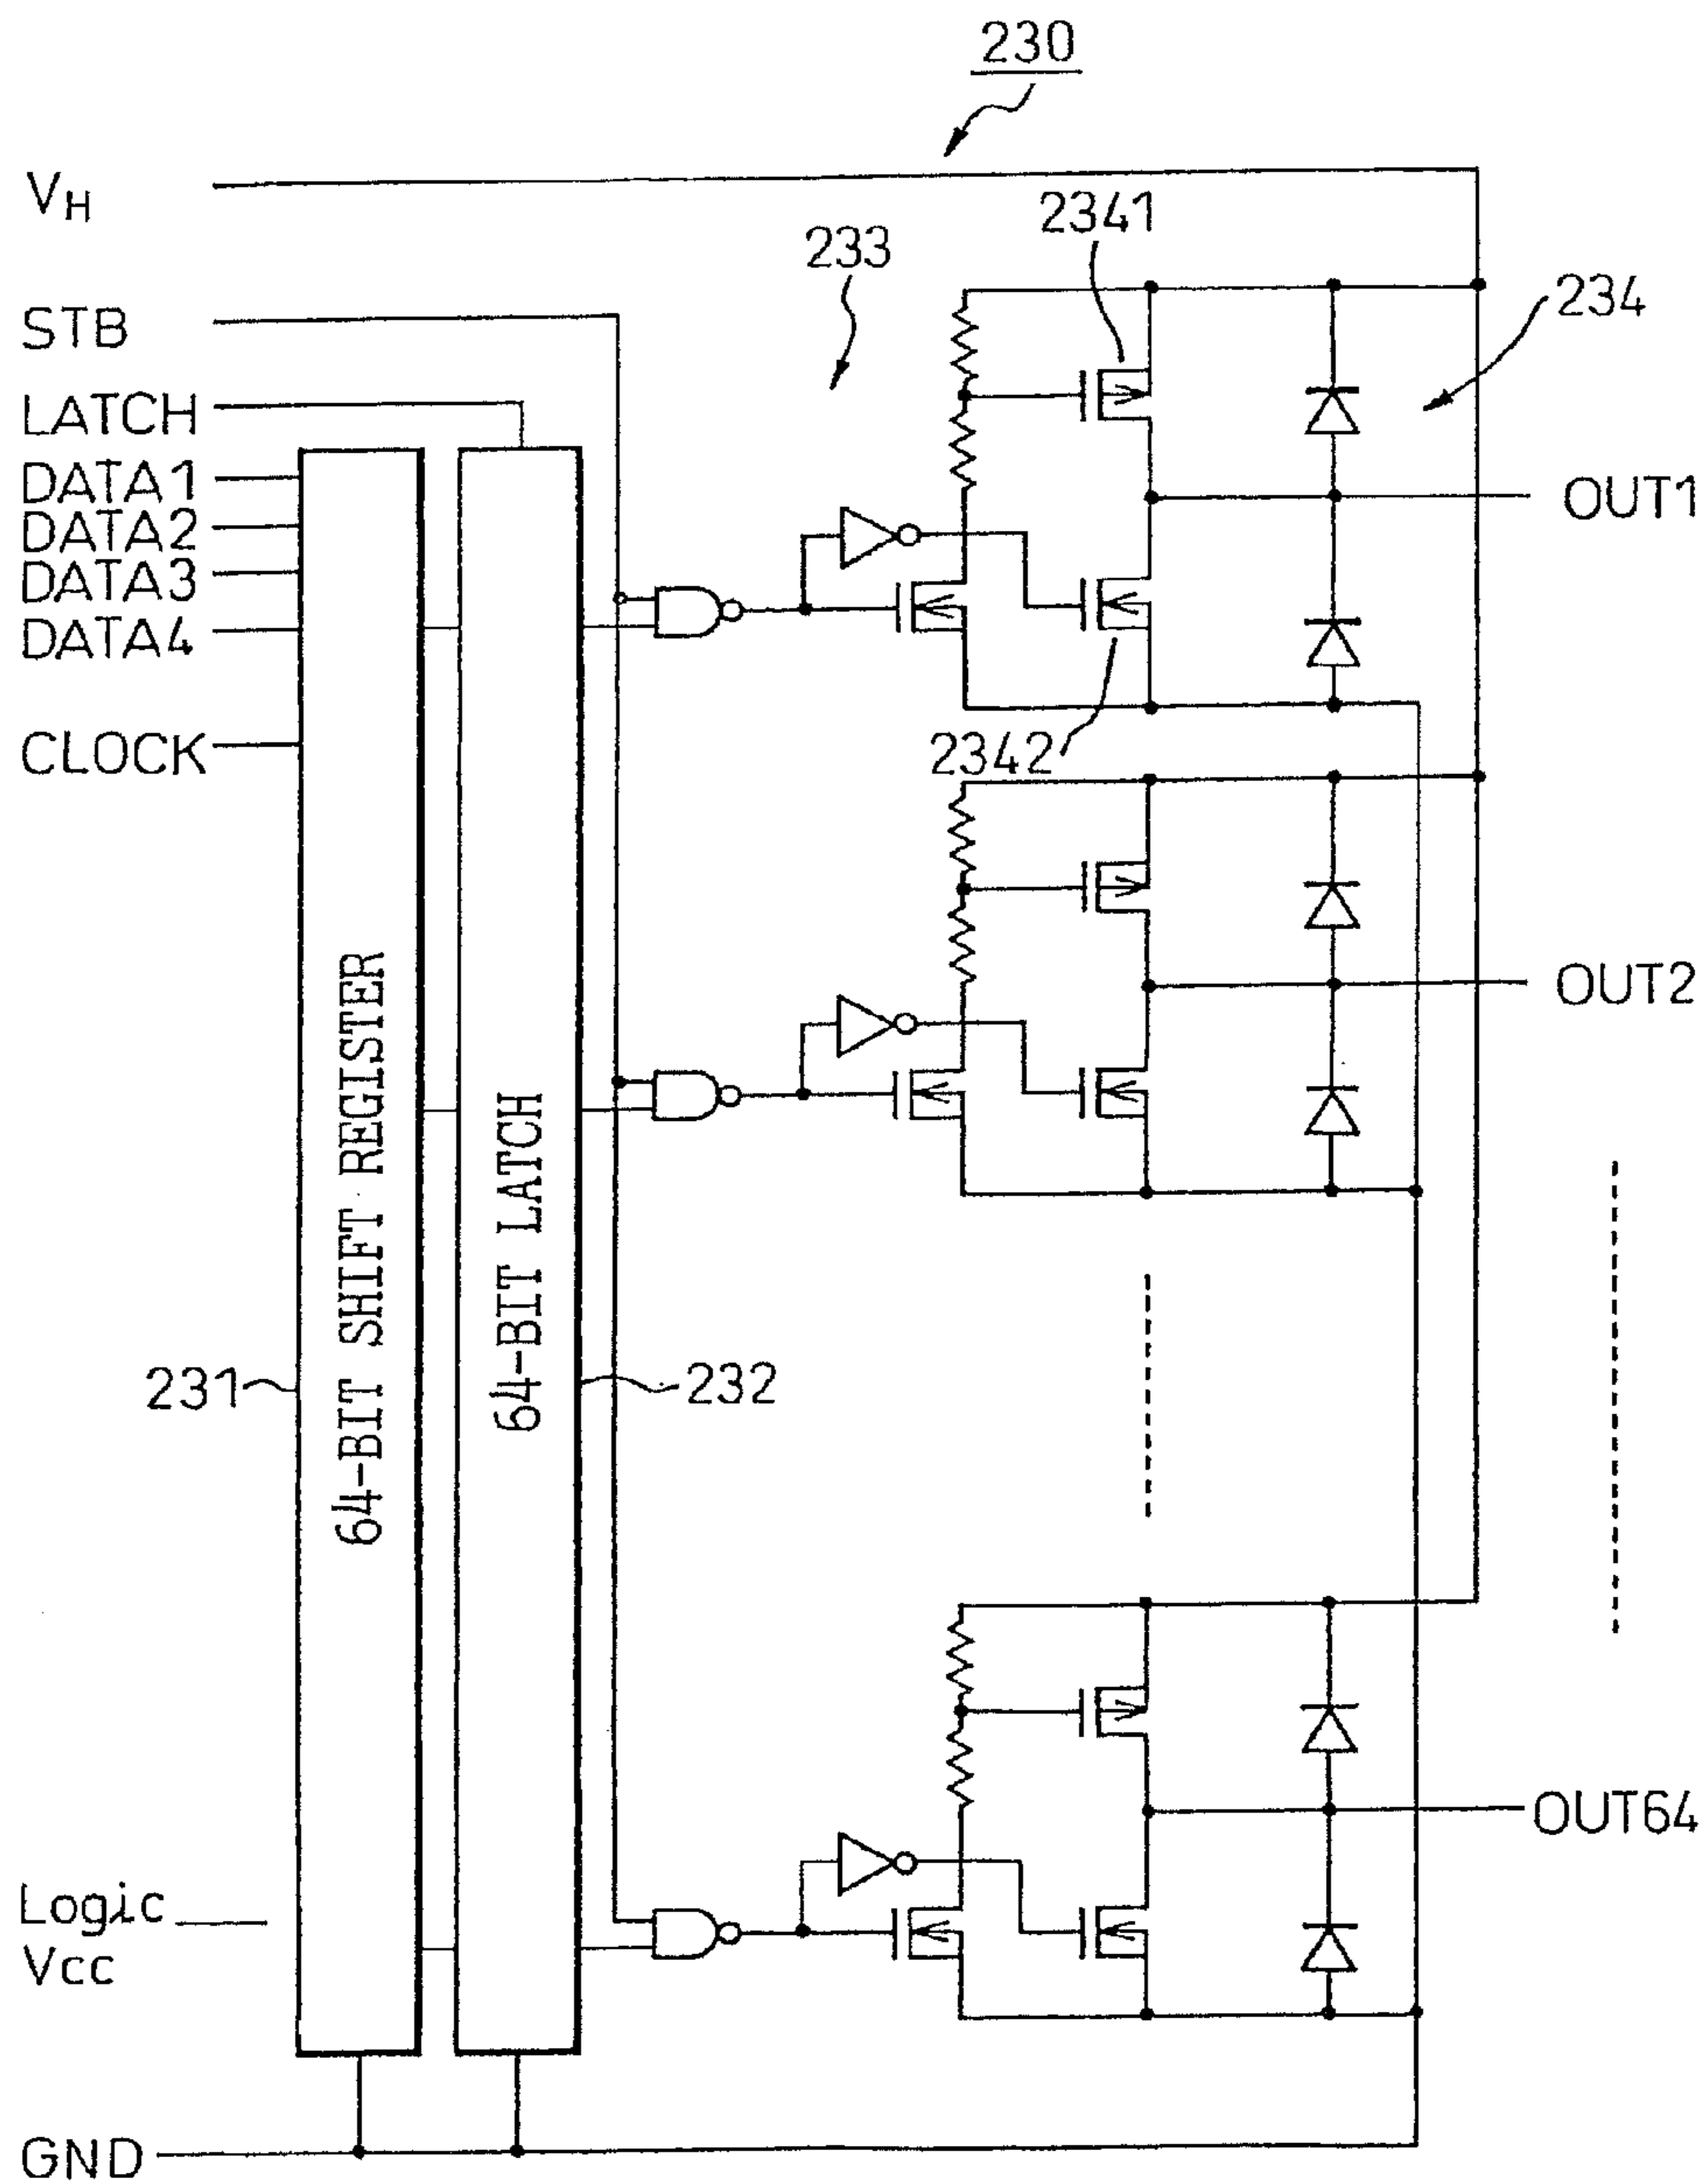 230
VH
2341
233
234
STB
LATCH
DATA1
DATA2
DATA3
DATA4
OUT1
CLOCK
2342
OUT2
64-BIT SHIFT REGISTER
64-BIT LATCH
231
232
OUT64
Logic
Vcc
GND